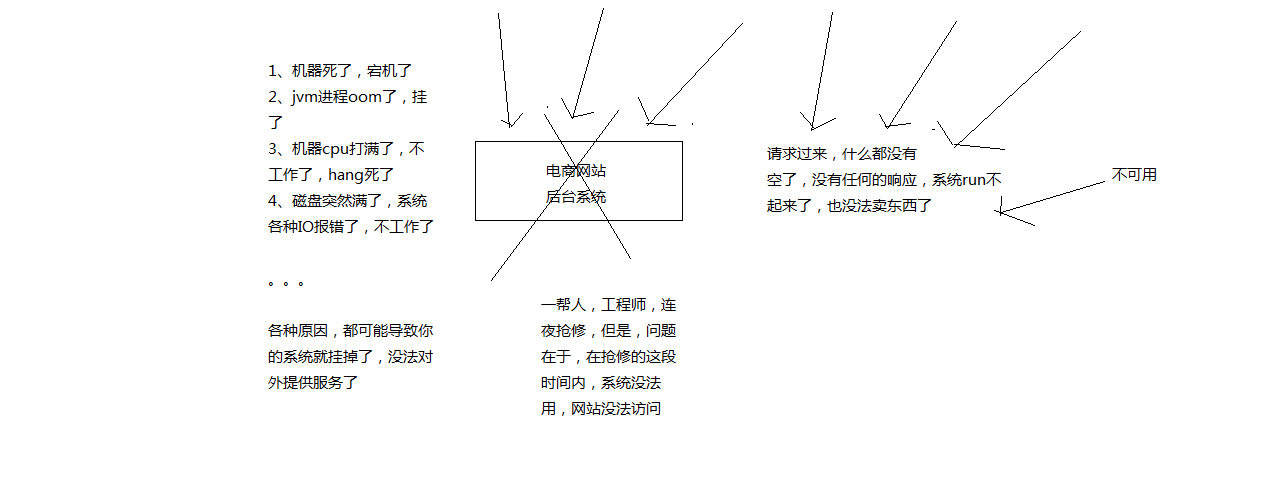 1、机器死了，宕机了
2、jvm进程oom了，挂
了
3、机器cpu打满了，不
工作了，hang死了
4、磁盘突然满了，系统
各种IO报错了，不工作了
。。。
各种原因，都可能导致你
的系统就挂掉了，没法对
外提供服务了
电商网站
后台系统
一帮人，工程师，连
夜抢修，但是，问题
在于，在抢修的这段
时间内，系统没法
用，网站没法访问
请求过来，什么都没有
空了，没有任何的响应，系统run不
起来了，也没法卖东西了
不可用